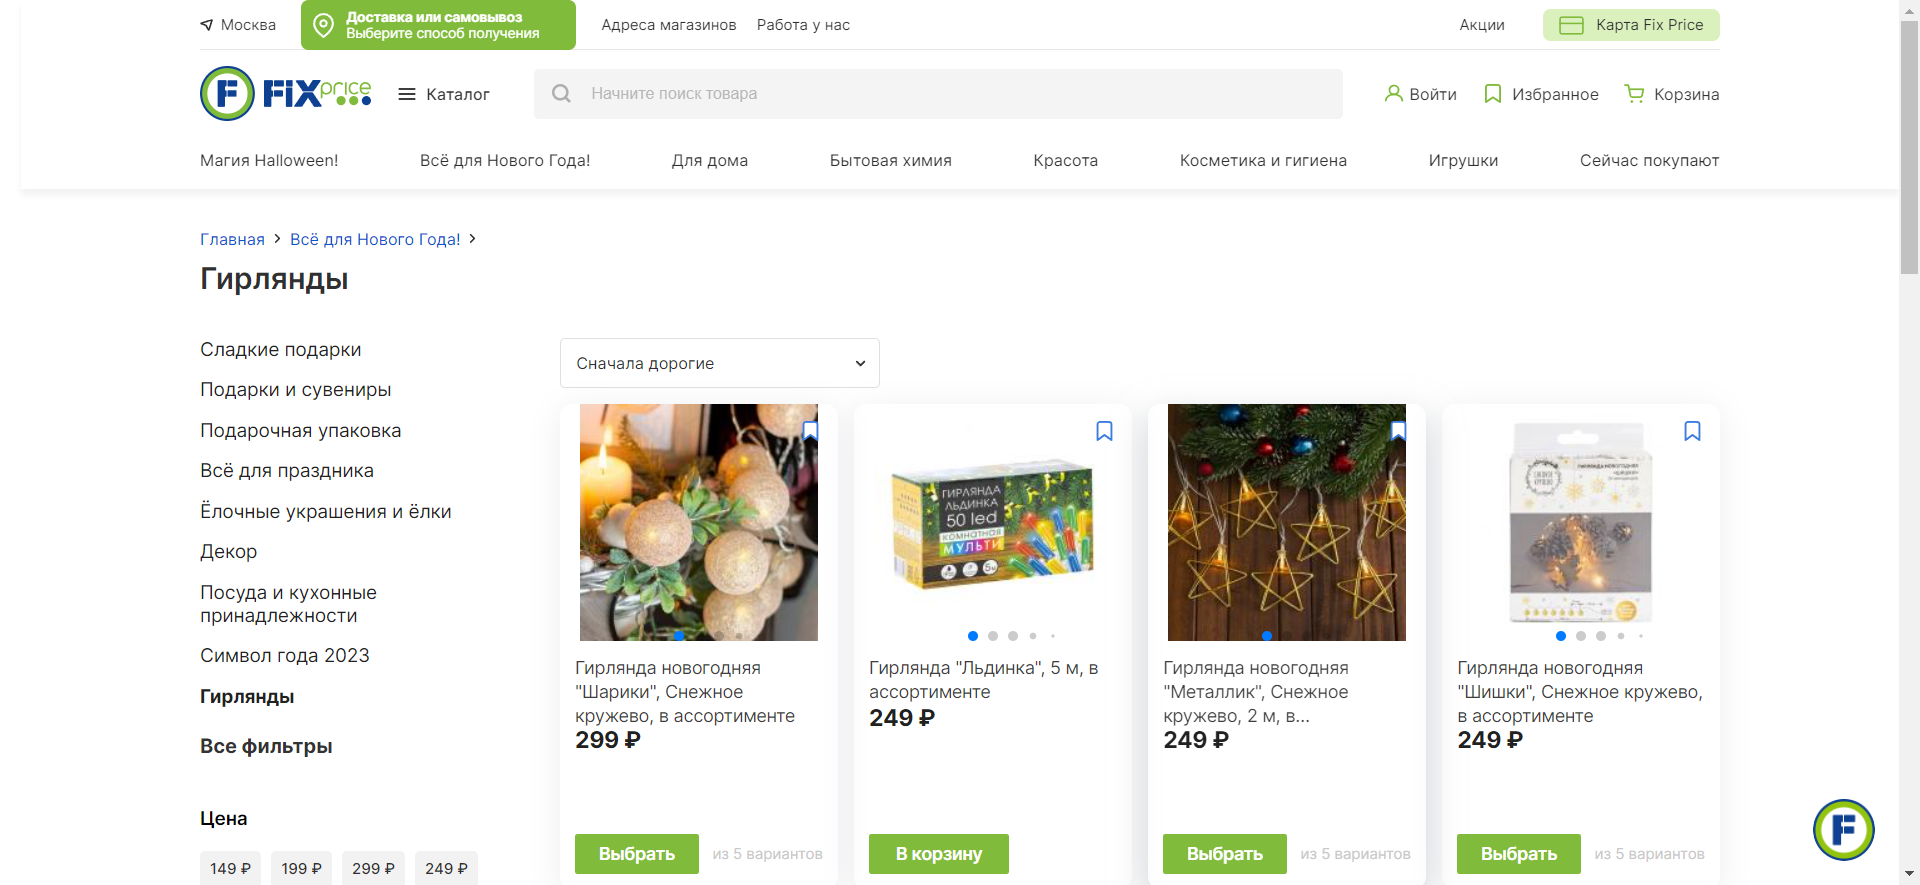 Москва
Доставка или самовывоз
Выберите способ получения
Адреса магазинов
Работа у нас
Акции
Карта Fix Price
F FiXprice
Каталог
Начните поиск товара
Войти
Избранное
Корзина
Магия Halloween!
Всё для Нового Года!
Для дома
Бытовая химия
Красота
Косметика и гигиена
Игрушки
Сейчас покупают
Главная
Всё для Нового Года!
Гирлянды
Сладкие подарки
Подарки и сувениры
Подарочная упаковка
Всё для праздника
Ёлочные украшения и ёлки
Декор
Посуда и кухонные
принадлежности
Символ года 2023
Гирлянды
Все фильтры
Цена
149 ₽
199 ₽
299 ₽
249 ₽
Сначала дорогие
Гирлянда новогодняя
"Шарики", Снежное
кружево, в ассортименте
299 ₽
Выбрать
из 5 вариантов
ГИРЛЯНДА
ЛЬДИНКА
50 led
КОМНАТНАЯ
МУЛЬТИ
5м
Гирлянда "Льдинка", 5 м, в
ассортименте
249 ₽
В корзину
Гирлянда новогодняя
"Металлик", Снежное
кружево, 2 м, в...
249 ₽
Выбрать
из 5 вариантов
СНЕЖНОЕ
КРУЖЕВО
ГИРЛЯНДА НОВОГОДНЯЯ
Гирлянда новогодняя
"Шишки", Снежное кружево,
в ассортименте
249 ₽
Выбрать
из 5 вариантов
F